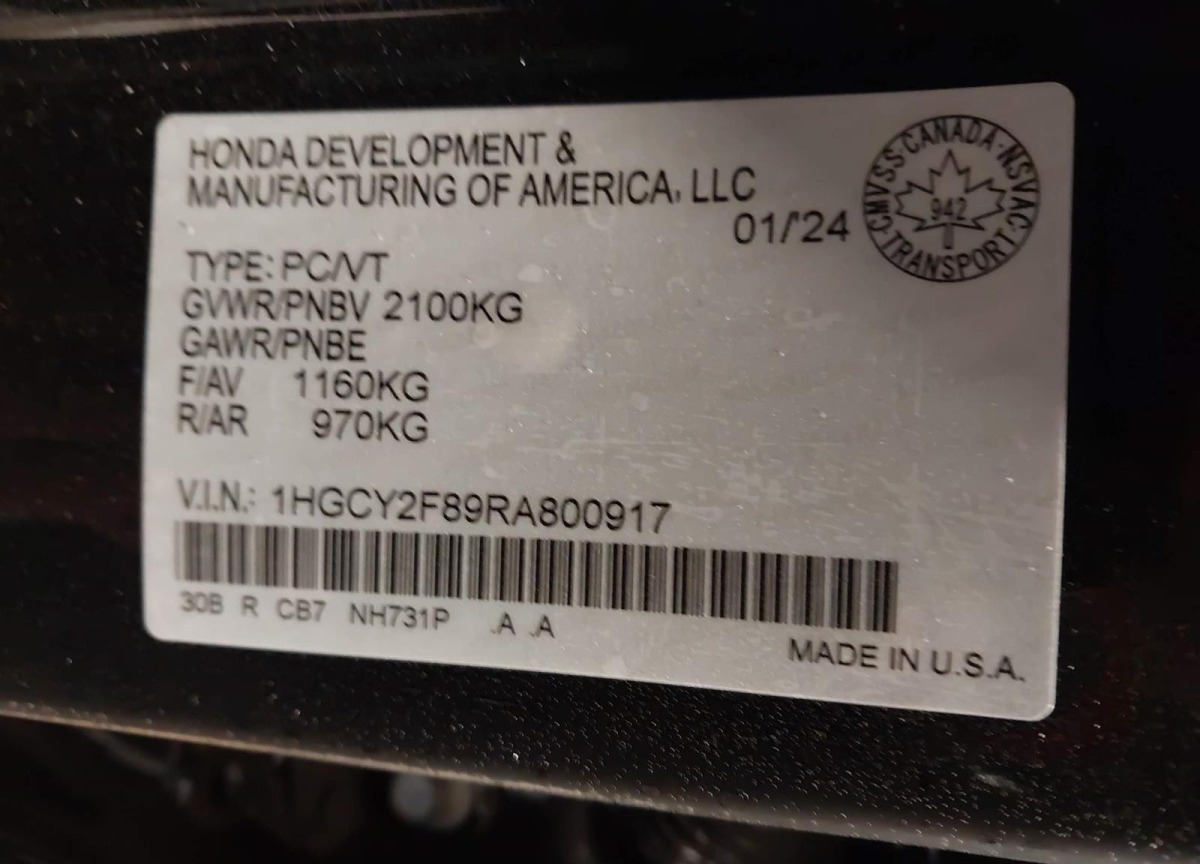 HONDA DEVELOPMENT &
MANUFACTURING OF AMERICA, LLC
01/'24
CMVSS·CANADA·NSVAC·TRANSPORT·
942
TYPE: PC/VT
GVWR/PNBV 2100KG
GAWR/PNBE
F/AV 1160KG
R/AR 970KG
V.I.N.: 1HGCY2F89RA800917
30B R CB7 NH731P .A .A
MADE IN U.S.A.